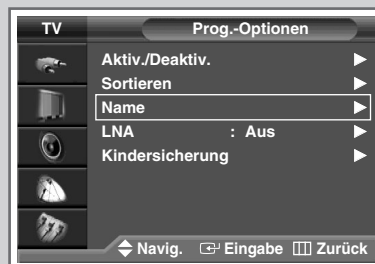 TV Prog.-Optionen
Aktiv./Deaktiv.
Sortieren
Name
LNA : Aus
Kindersicherung
Navig. Eingabe Zurück